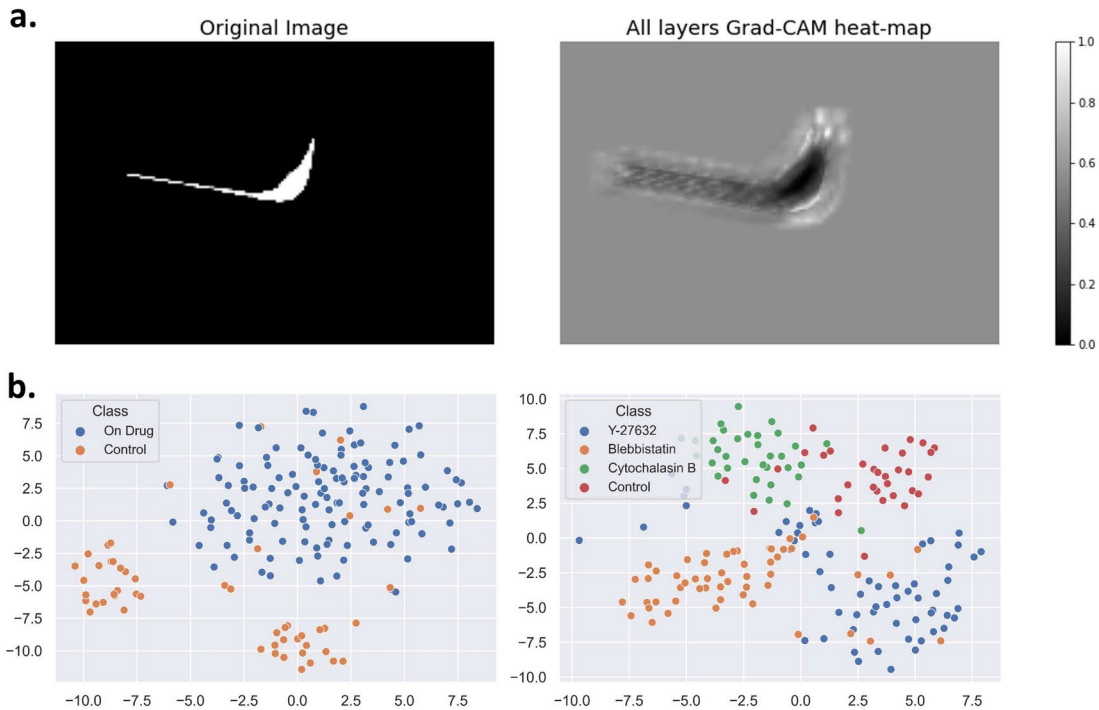 a.
Original Image
All layers Grad-CAM heat-map
1.0
0.8
0.6
0.4
0.2
0.0
b.
Class
On Drug
Control
7.5
5.0
2.5
0.0
−2.5
−5.0
−7.5
−10.0
−10.0 −7.5 −5.0 −2.5 0.0 2.5 5.0 7.5
Class
Y-27632
Blebbistatin
Cytochalasin B
Control
10.0
7.5
5.0
2.5
0.0
−2.5
−5.0
−7.5
−10.0
−10.0 −7.5 −5.0 −2.5 0.0 2.5 5.0 7.5